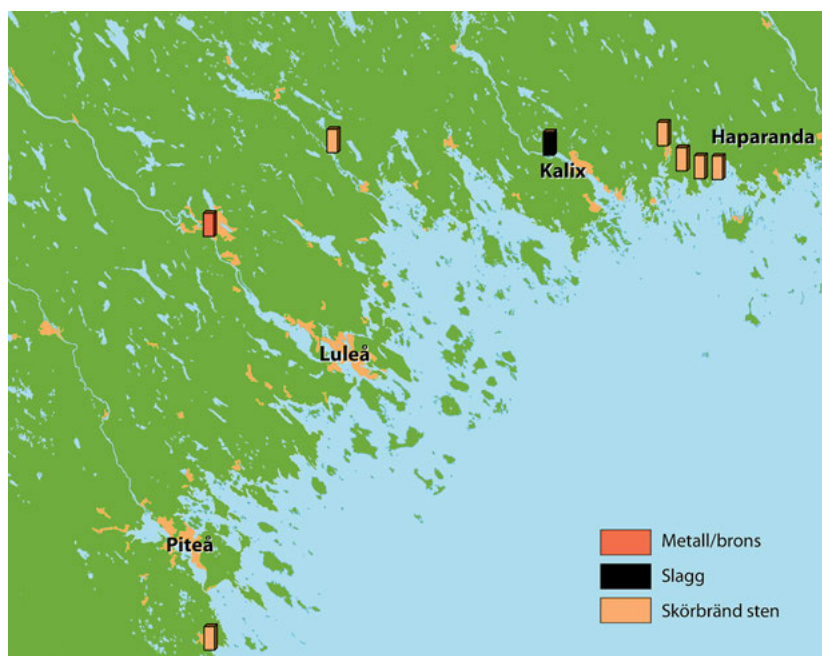 Haparanda
Kalix
Luleå
Piteå
Metall/brons
Slagg
Skörbränd sten